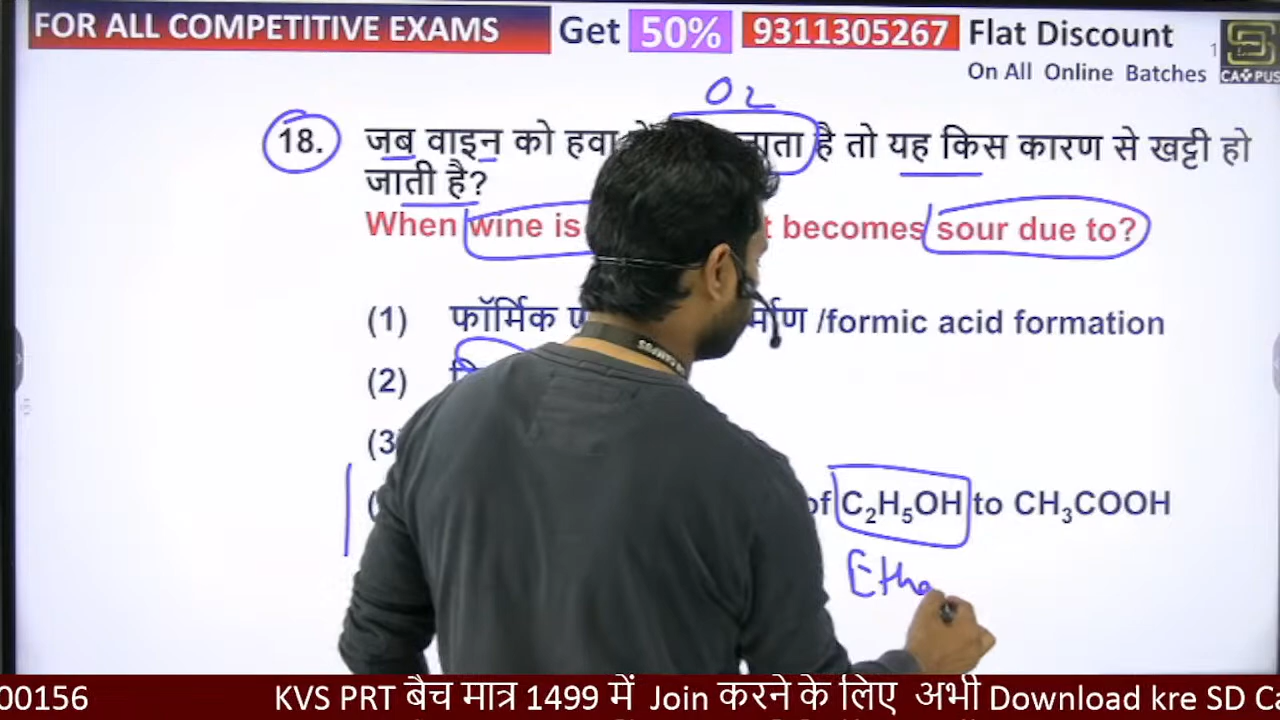 FOR ALL COMPETITIVE EXAMS Get 50% 9311305267 Flat Discount
On All Online Batches
CAMPUS
O2
18. जब वाइन को हवा जाता है तो यह किस कारण से खट्टी हो
जाती है?
When wine is becomes sour due to?
(1) फॉर्मिक /formic acid formation
(2)
(3
of C₂H₅OH to CH₃COOH
Etha
00156 KVS PRT बैच मात्र 1499 में Join करने के लिए अभी Download kre SD Ca